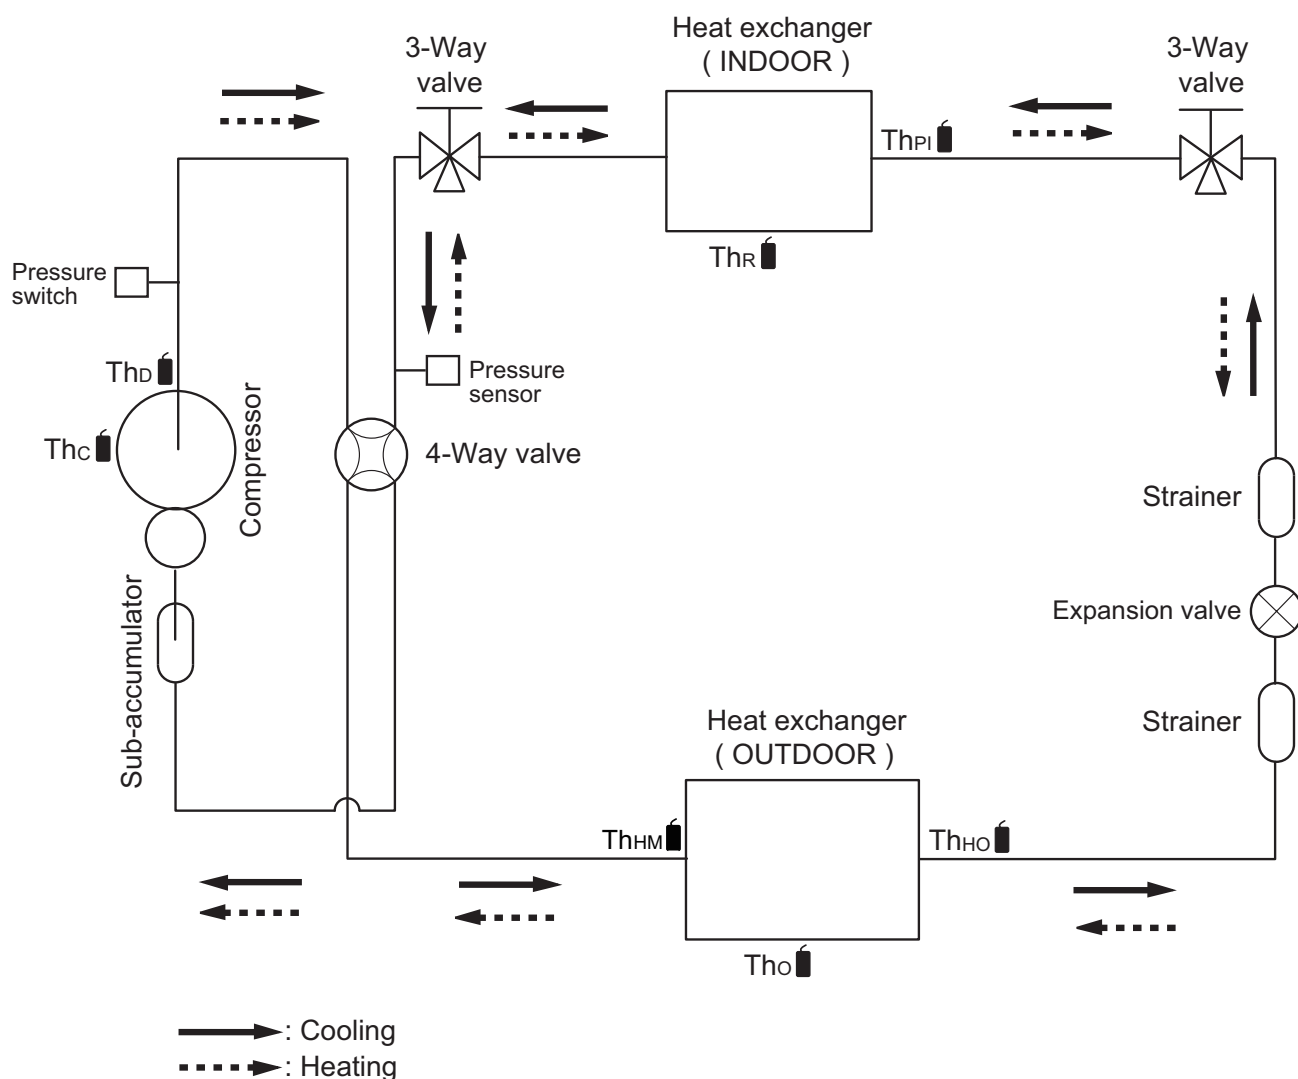 Heat exchanger
( INDOOR )
3-Way
valve
3-Way
valve
ThPI
ThR
Pressure
switch
ThD
Pressure
sensor
ThC
Compressor
4-Way valve
Strainer
Sub-accumulator
Expansion valve
Strainer
Heat exchanger
( OUTDOOR )
ThHM
ThHO
ThO
: Cooling
: Heating